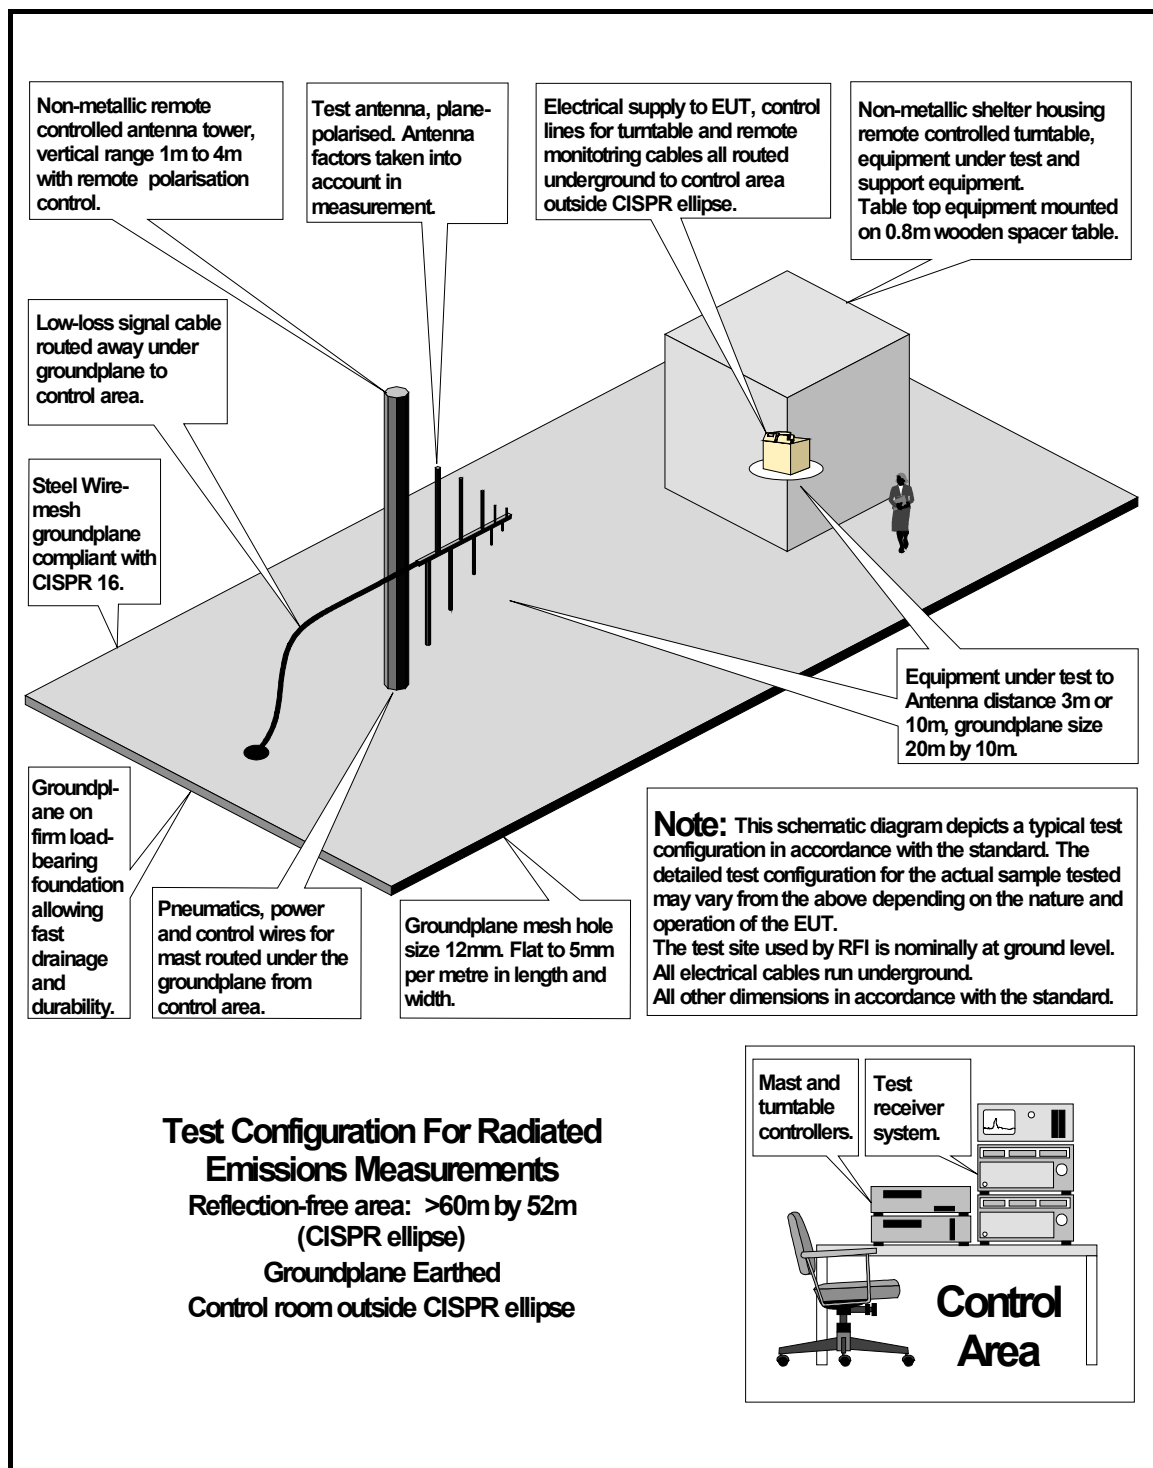 Non-metallic remote
controlled antenna tower,
vertical range 1m to 4m
with remote polarisation
control.
Test antenna, plane-
polarised. Antenna
factors taken into
account in
measurement.
Electrical supply to EUT, control
lines for turntable and remote
monitotring cables all routed
underground to control area
outside CISPR ellipse.
Non-metallic shelter housing
remote controlled turntable,
equipment under test and
support equipment.
Table top equipment mounted
on 0.8m wooden spacer table.
Low-loss signal cable
routed away under
groundplane to
control area.
Steel Wire-
mesh
groundplane
compliant with
CISPR 16.
Equipment under test to
Antenna distance 3m or
10m, groundplane size
20m by 10m.
Groundpl-
ane on
firm load-
bearing
foundation
allowing
fast
drainage
and
durability.
Pneumatics, power
and control wires for
mast routed under the
groundplane from
control area.
Groundplane mesh hole
size 12mm. Flat to 5mm
per metre in length and
width.
Note: This schematic diagram depicts a typical test
configuration in accordance with the standard. The
detailed test configuration for the actual sample tested
may vary from the above depending on the nature and
operation of the EUT.
The test site used by RFI is nominally at ground level.
All electrical cables run underground.
All other dimensions in accordance with the standard.
Test Configuration For Radiated
Emissions Measurements
Reflection-free area: >60m by 52m
(CISPR ellipse)
Groundplane Earthed
Control room outside CISPR ellipse
Mast and
turntable
controllers.
Test
receiver
system.
Control
Area